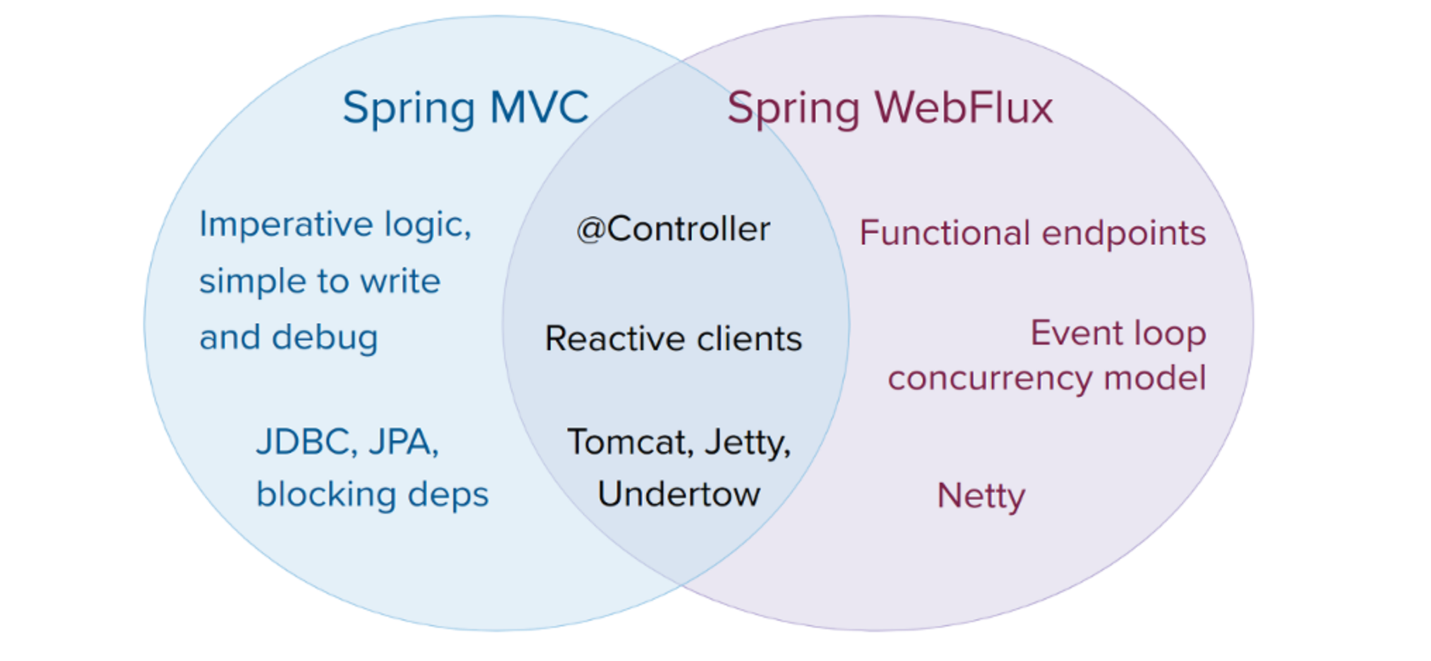 Spring MVC
Spring WebFlux
Imperative logic,
simple to write
and debug
JDBC, JPA,
blocking deps
@Controller
Reactive clients
Tomcat, Jetty,
Undertow
Functional endpoints
Event loop
concurrency model
Netty